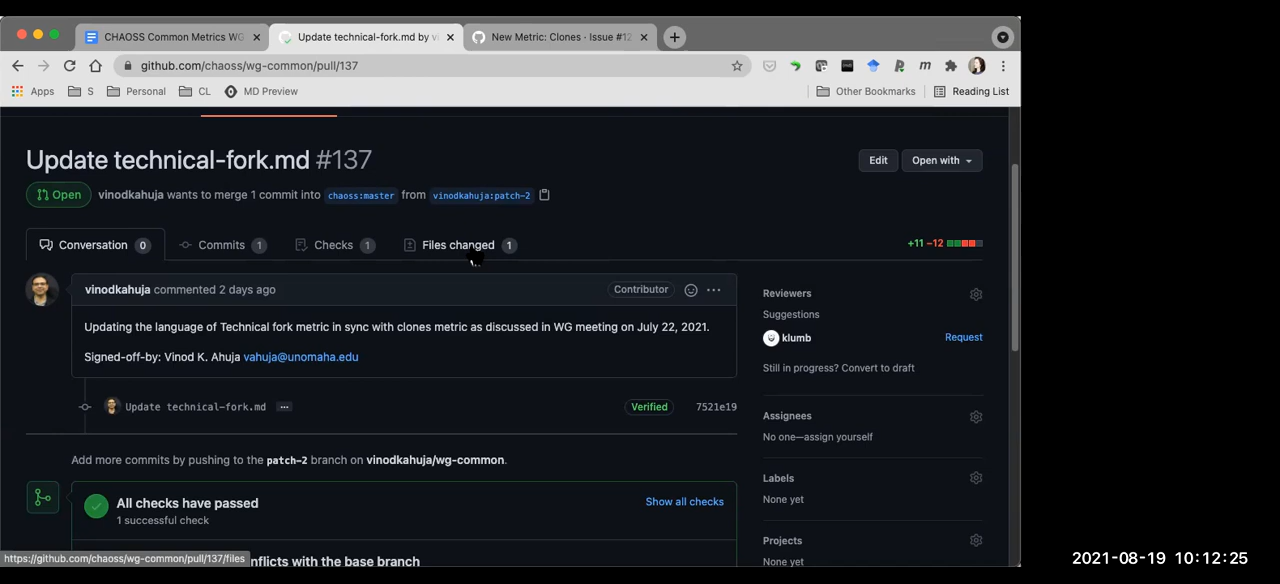 CHAOSS Common Metrics WG
Update technical-fork.md by vi
New Metric: Clones · Issue #12
github.com/chaoss/wg-common/pull/137
Apps
S
Personal
CL
MD Preview
Other Bookmarks
Reading List
Update technical-fork.md #137
Edit
Open with
Open
vinodkahuja wants to merge 1 commit into chaoss:master from vinodkahuja:patch-2
Conversation 0
Commits 1
Checks 1
Files changed 1
+11 −12
vinodkahuja commented 2 days ago
Contributor
Updating the language of Technical fork metric in sync with clones metric as discussed in WG meeting on July 22, 2021.
Signed-off-by: Vinod K. Ahuja vahuja@unomaha.edu
Update technical-fork.md
Verified
7521e19
Add more commits by pushing to the patch-2 branch on vinodkahuja/wg-common.
All checks have passed
1 successful check
Show all checks
nflicts with the base branch
Reviewers
Suggestions
klumb
Request
Still in progress? Convert to draft
Assignees
No one—assign yourself
Labels
None yet
Projects
None yet
https://github.com/chaoss/wg-common/pull/137/files
2021-08-19 10:12:25